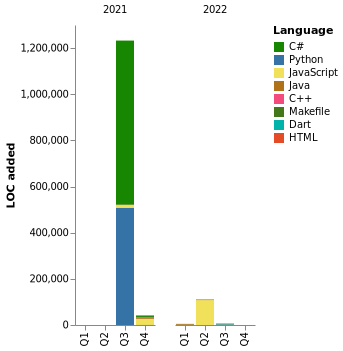 2021
2022
LOC added
1,200,000
1,000,000
800,000
600,000
400,000
200,000
0
Q1
Q2
Q3
Q4
Q1
Q2
Q3
Q4
Language
C#
Python
JavaScript
Java
C++
Makefile
Dart
HTML